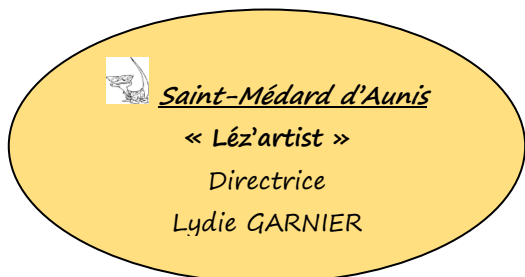 Saint-Médard d'Aunis
« Léz'artist »
Directrice
Lydie GARNIER